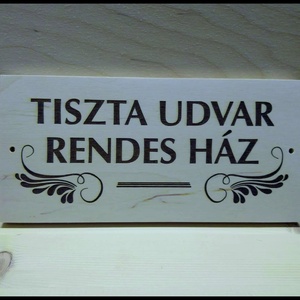 TISZTA UDVAR
RENDES HÁZ